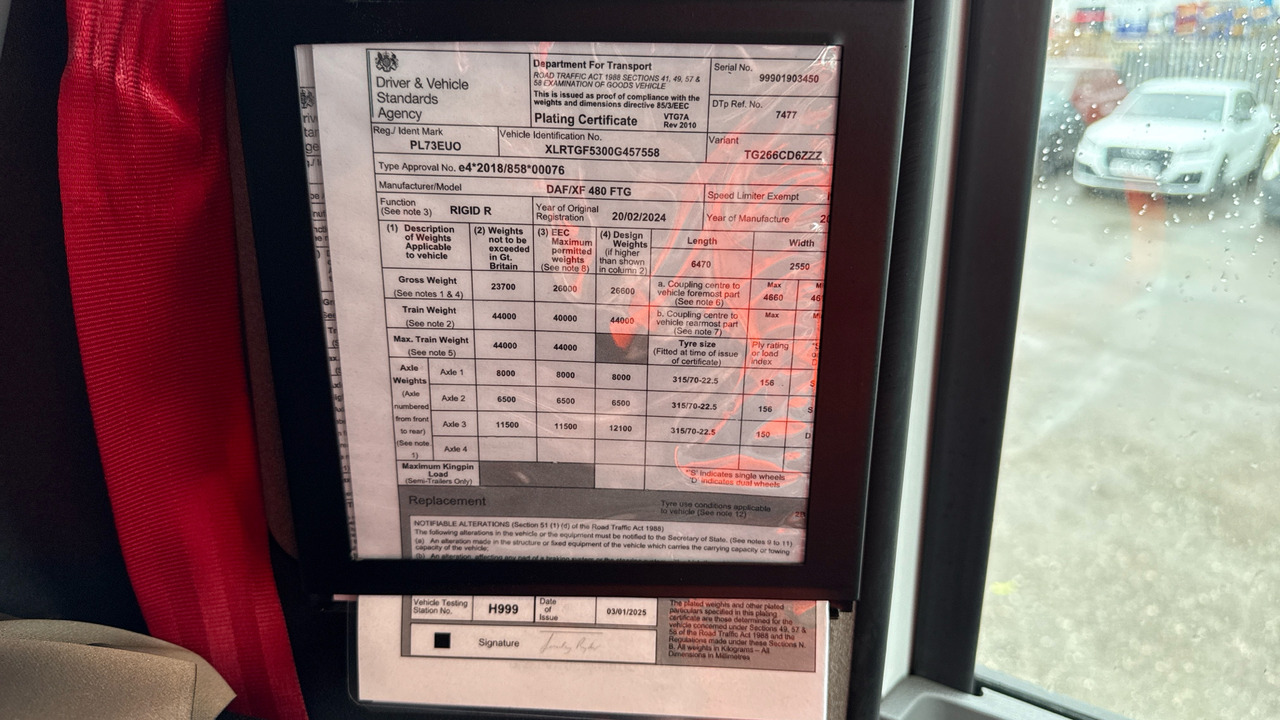 Driver & Vehicle
Standards
Agency
Department For Transport
ROAD TRAFFIC ACT 1988 SECTIONS 41, 49, 57 &
58 EXAMINATION OF GOODS VEHICLE
This is issued as proof of compliance with the
weights and dimensions directive 85/3/EEC
Plating Certificate
VTG7A
Rev 2010
Serial No.
99901903450
DTp Ref. No.
7477
Reg./ Ident Mark
PL73EUO
Vehicle Identification No.
XLRTGF5300G457558
Variant
TG266CD6ZZZ
Type Approval No. e4*2018/858*00076
Manufacturer/Model
DAF/XF 480 FTG
Speed Limiter Exempt
Function
(See note 3)
RIGID R
Year of Original
Registration
20/02/2024
Year of Manufacture
(1) Description
of Weights
Applicable
to vehicle
(2) Weights
not to be
exceeded
in Gt.
Britain
(3) EEC
Maximum
permitted
weights
(See note 8)
(4) Design
Weights
(if higher
than shown
in column 2)
Length
Width
6470
2550
Gross Weight
(See notes 1 & 4)
23700
26000
26600
a. Coupling centre to
vehicle foremost part
(See note 6)
Max
4660
Train Weight
(See note 2)
44000
40000
44000
b. Coupling centre to
vehicle rearmost part
(See note 7)
Max
Max. Train Weight
(See note 5)
44000
44000
Tyre size
(Fitted at time of issue
of certificate)
Ply rating
or load
index
Axle
Weights
(Axle
numbered
from front
to rear)
(See note
1)
Axle 1
8000
8000
8000
315/70-22.5
156
S
Axle 2
6500
6500
6500
315/70-22.5
156
S
Axle 3
11500
11500
12100
315/70-22.5
150
D
Axle 4
Maximum Kingpin
Load
(Semi-Trailers Only)
'S' Indicates single wheels
'D' indicates dual wheels
Replacement
Tyre use conditions applicable
to vehicle (See note 12)
NOTIFIABLE ALTERATIONS (Section 51 (1) (d) of the Road Traffic Act 1988)
The following alterations in the vehicle or the equipment must be notified to the Secretary of State. (See notes 9 to 11)
(a) An alteration made in the structure or fixed equipment of the vehicle which carries the carrying capacity or towing
capacity of the vehicle;
(b) An alteration, affecting any part of a braking system
Vehicle Testing
Station No.
H999
Date
of
Issue
03/01/2025
Signature
The plated weights and other plated
particulars specified in this plating
certificate are those determined for the
vehicle concerned under Sections 49, 57 &
58 of the Road Traffic Act 1988 and the
Regulations made under these Sections N.
B. All weights in Kilograms – All
Dimensions in Millimetres